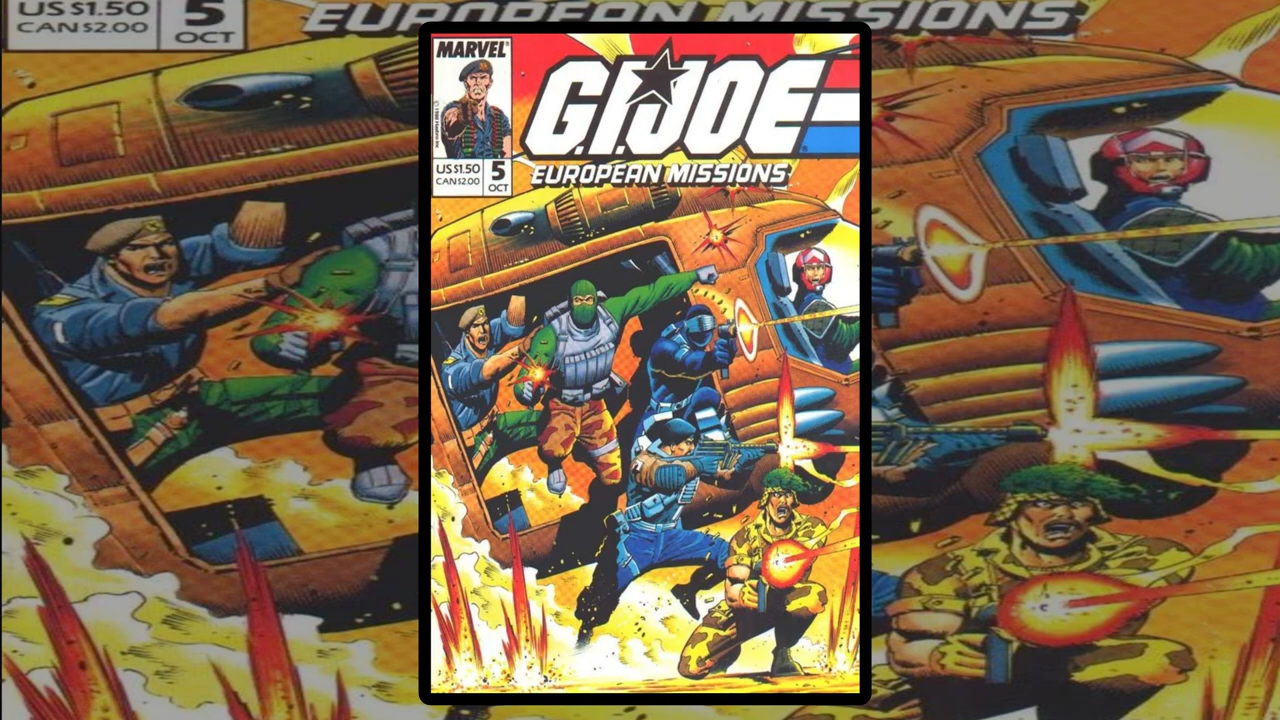 US $1.50
CAN $2.00
5
OCT
EUROPEAN MISSIONS
MARVEL
G.I. JOE
EUROPEAN MISSIONS
US $1.50
CAN $2.00
5
OCT